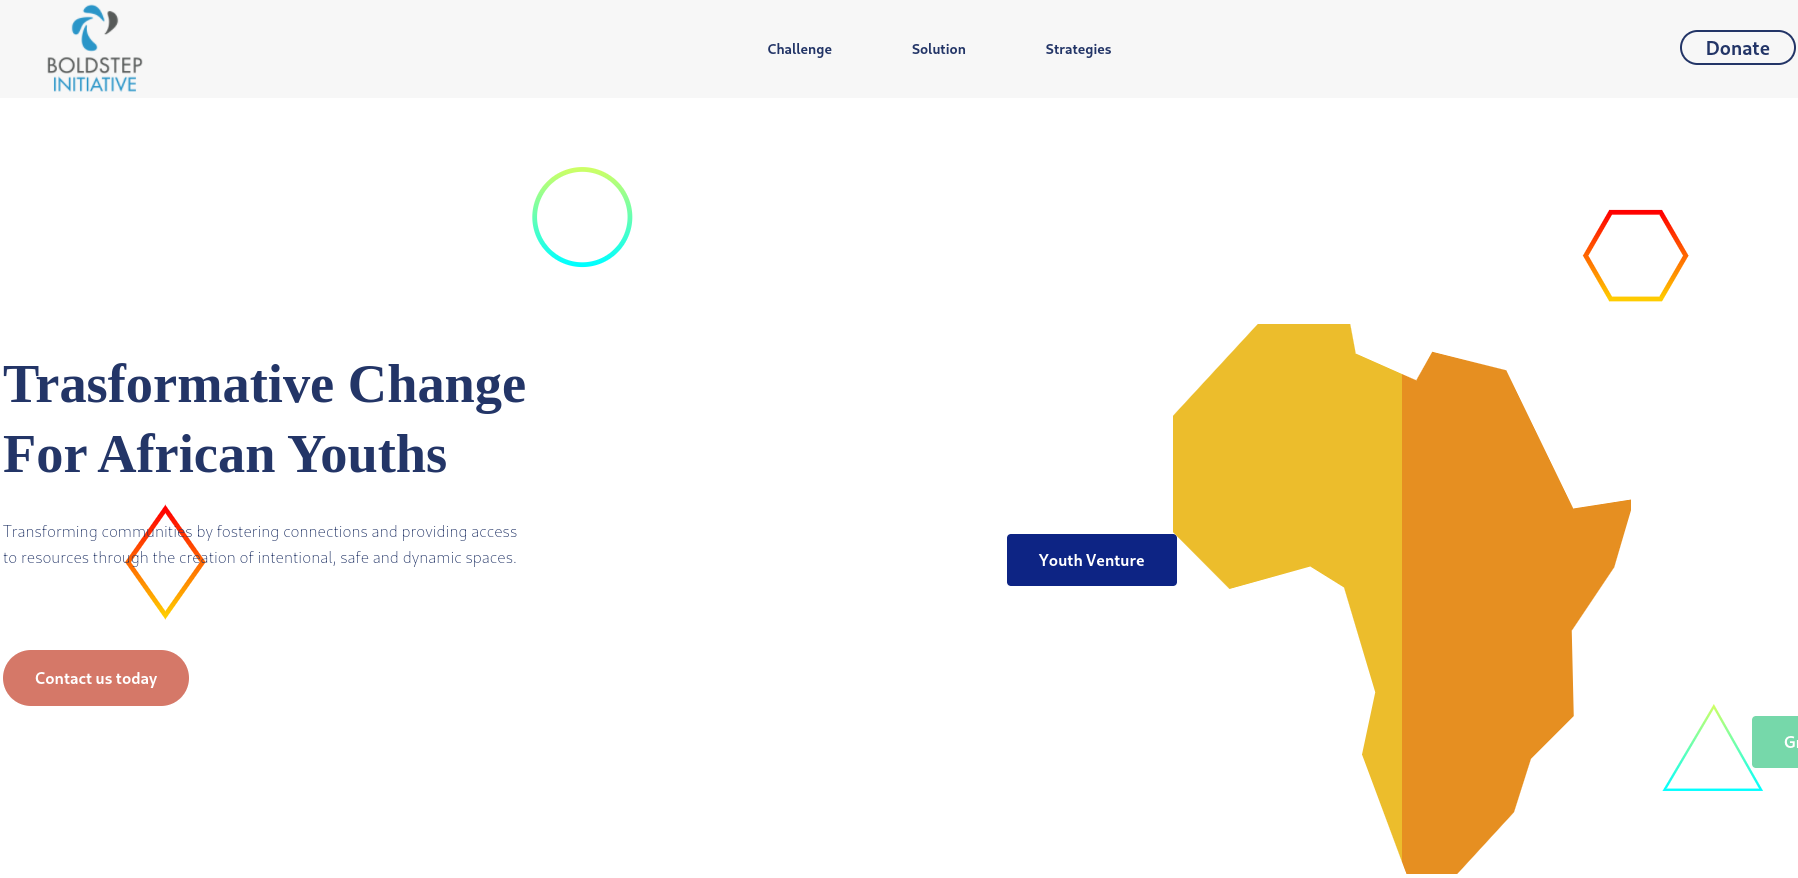 BOLDSTEP
INITIATIVE
Challenge
Solution
Strategies
Donate
Trasformative Change
For African Youths
Transforming communities by fostering connections and providing access
to resources through the creation of intentional, safe and dynamic spaces.
Youth Venture
Contact us today